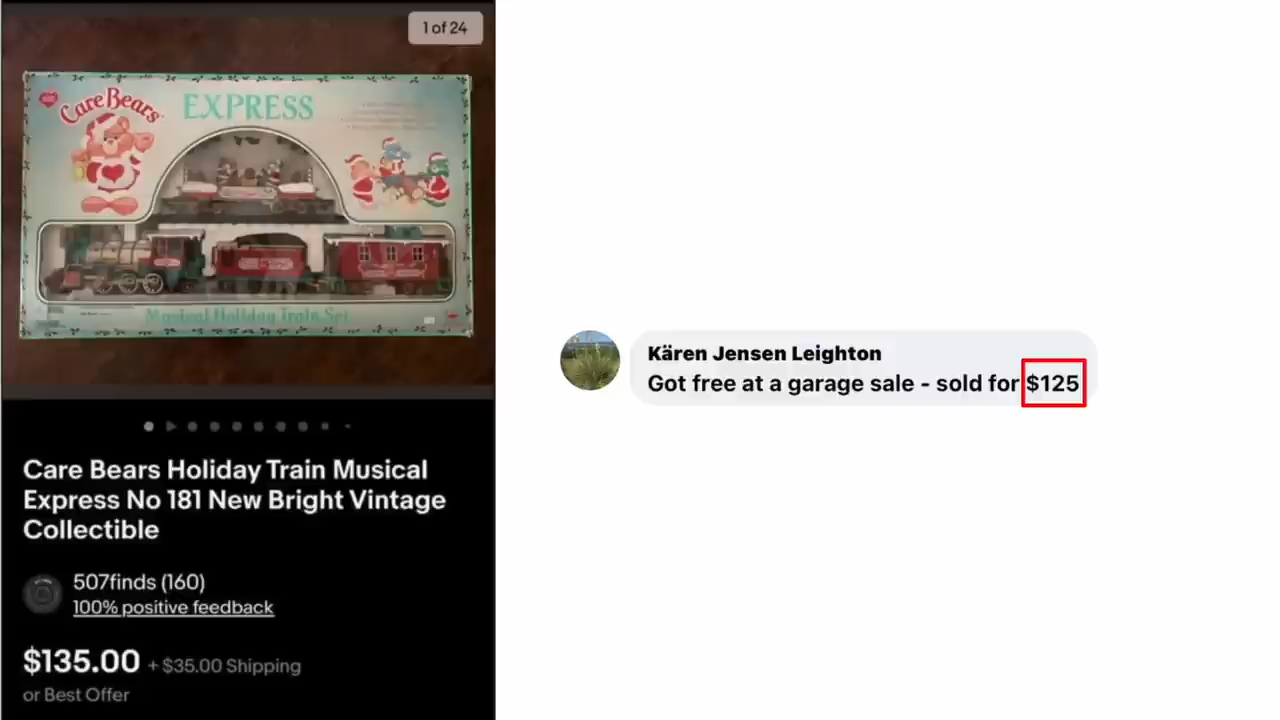 1 of 24
Care Bears
EXPRESS
Musical Holiday Train Set
Care Bears Holiday Train Musical
Express No 181 New Bright Vintage
Collectible
507finds (160)
100% positive feedback
$135.00 + $35.00 Shipping
or Best Offer
Kären Jensen Leighton
Got free at a garage sale - sold for $125